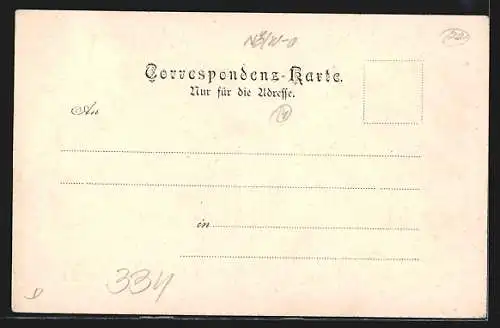 Correspondenz-Karte.
Nur für die Adresse.
An
in
334